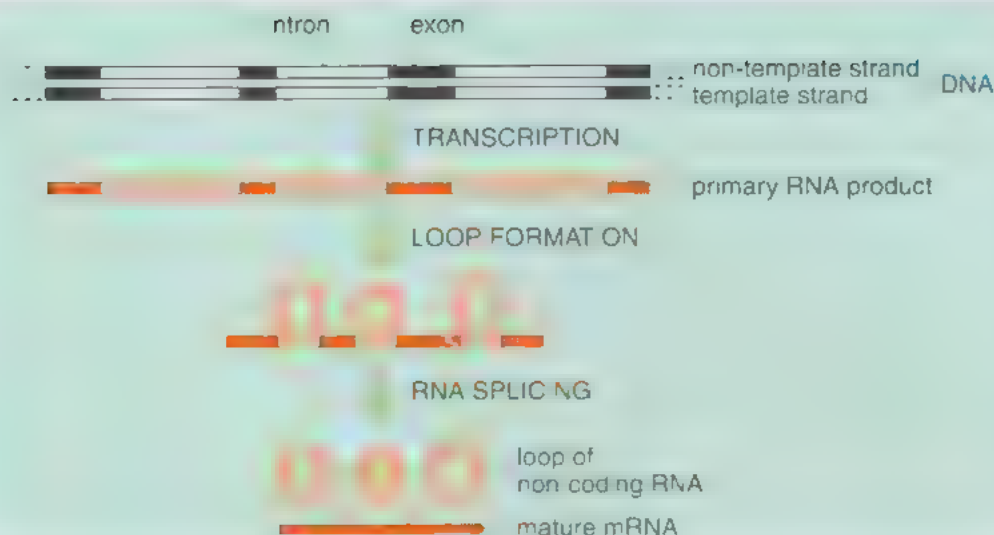 ntron exon
non-template strand
template strand
DNA
TRANSCRIPTION
primary RNA product
LOOP FORMAT ON
RNA SPLIC NG
loop of
non cod ng RNA
mature mRNA